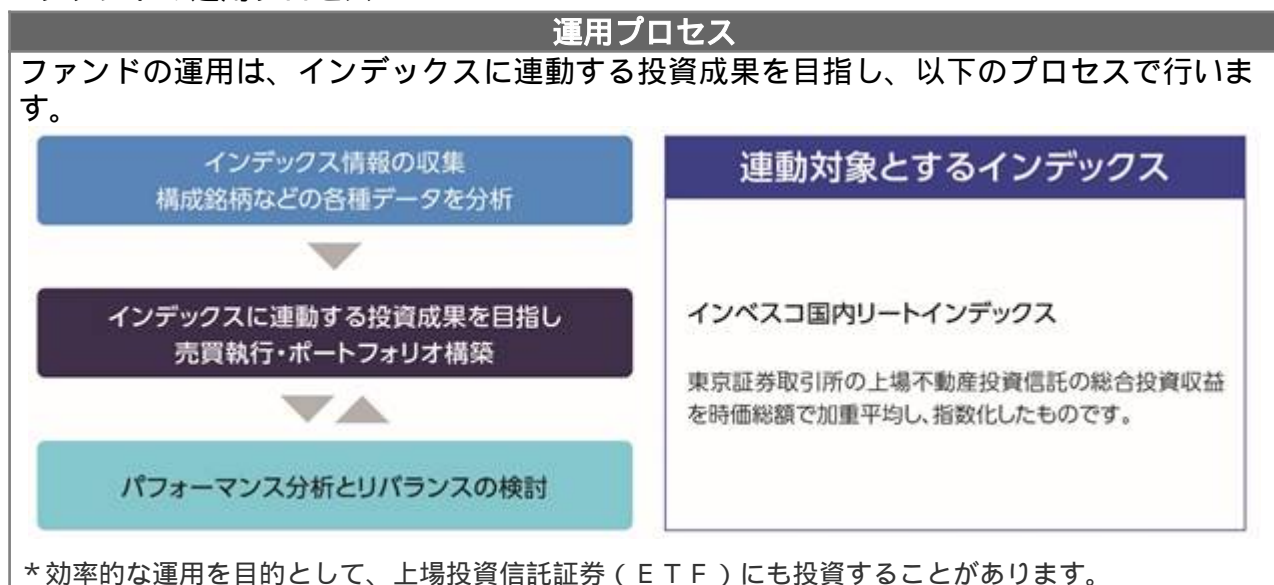 運用プロセス
ファンドの運用は、インデックスに連動する投資成果を目指し、以下のプロセスで行いま
す。
インデックス情報の収集
構成銘柄などの各種データを分析
インデックスに連動する投資成果を目指し
売買執行・ポートフォリオ構築
パフォーマンス分析とリバランスの検討
連動対象とするインデックス
インベスコ国内リートインデックス
東京証券取引所の上場不動産投資信託の総合投資収益
を時価総額で加重平均し、指数化したものです。
*効率的な運用を目的として、上場投資信託証券(ETF)にも投資することがあります。